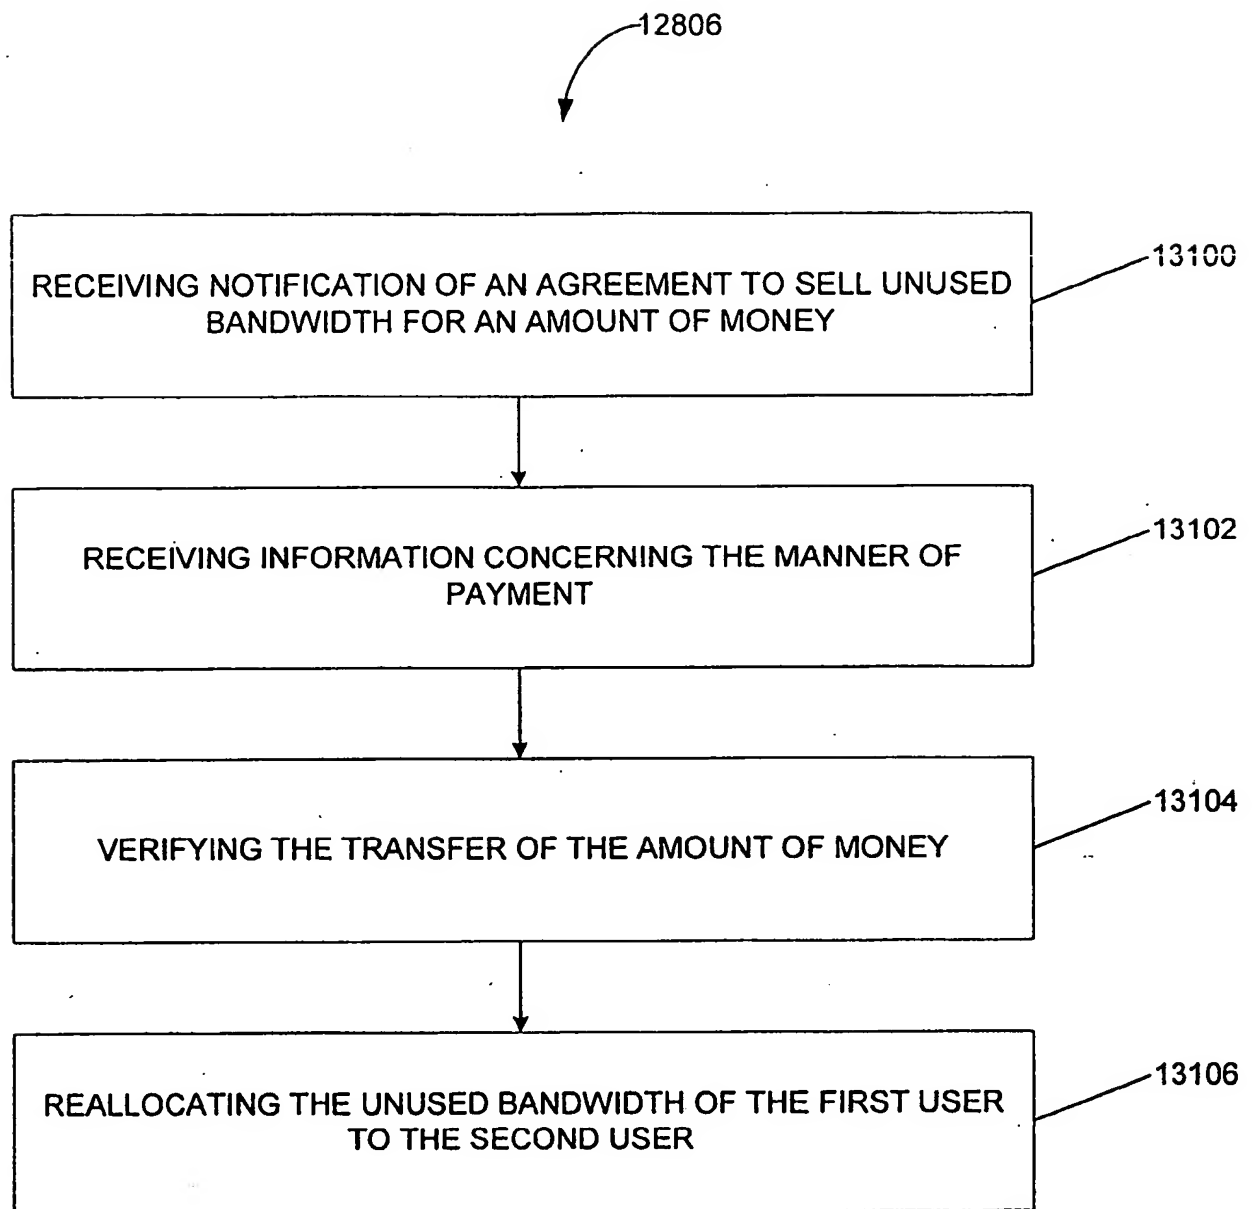 12806
RECEIVING NOTIFICATION OF AN AGREEMENT TO SELL UNUSED
BANDWIDTH FOR AN AMOUNT OF MONEY
13100
RECEIVING INFORMATION CONCERNING THE MANNER OF
PAYMENT
13102
VERIFYING THE TRANSFER OF THE AMOUNT OF MONEY
13104
REALLOCATING THE UNUSED BANDWIDTH OF THE FIRST USER
TO THE SECOND USER
13106